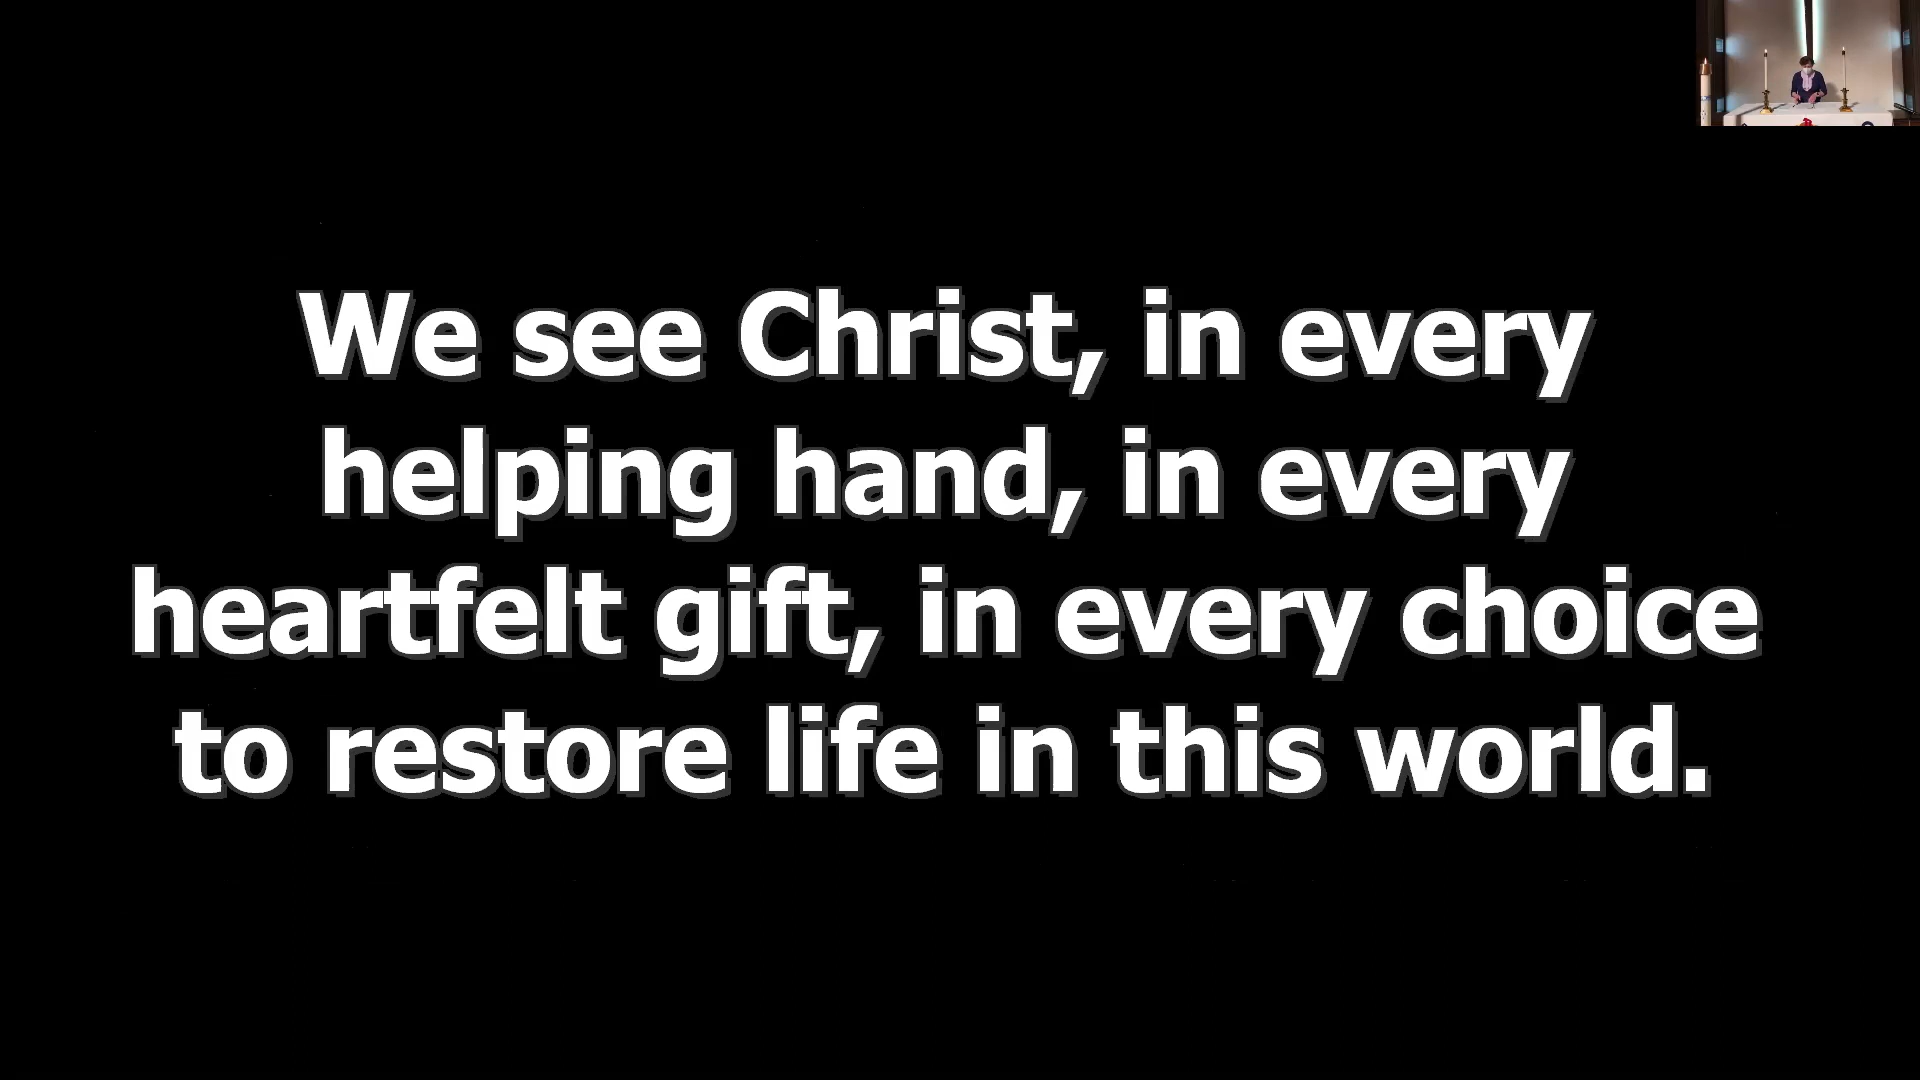 We see Christ, in every
helping hand, in every
heartfelt gift, in every choice
to restore life in this world.